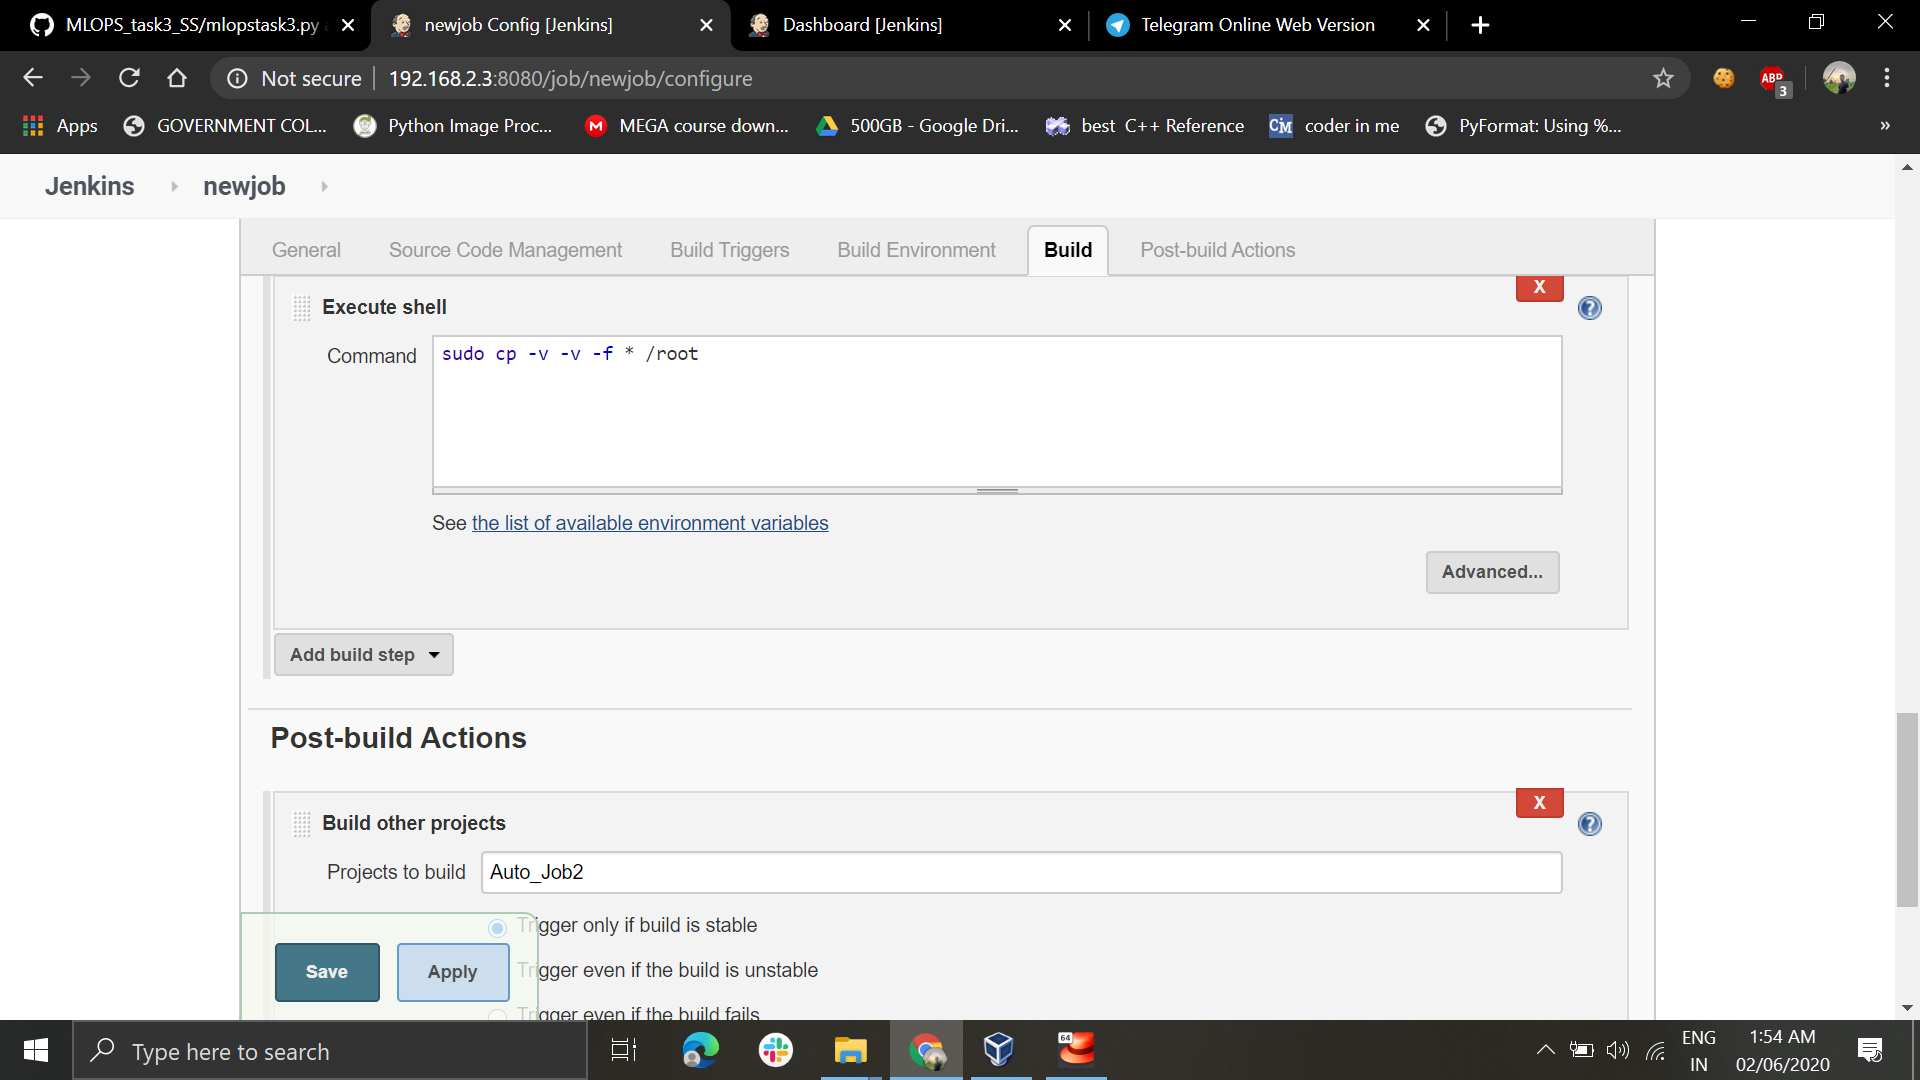 MLOPS_task3_SS/mlopstask3.py
newjob Config [Jenkins]
Dashboard [Jenkins]
Telegram Online Web Version
Not secure
192.168.2.3:8080/job/newjob/configure
ABP
3
Apps
GOVERNMENT COL...
Python Image Proc...
M
MEGA course down...
500GB - Google Dri...
best C++ Reference
CiM
coder in me
PyFormat: Using %...
»
Jenkins
newjob
General
Source Code Management
Build Triggers
Build Environment
Build
Post-build Actions
X
Execute shell
?
Command
sudo cp -v -v -f * /root
See the list of available environment variables
Advanced...
Add build step
Post-build Actions
X
Build other projects
?
Projects to build
Auto_Job2
Trigger only if build is stable
Trigger even if the build is unstable
Trigger even if the build fails
Save
Apply
Type here to search
64
ENG
IN
1:54 AM
02/06/2020